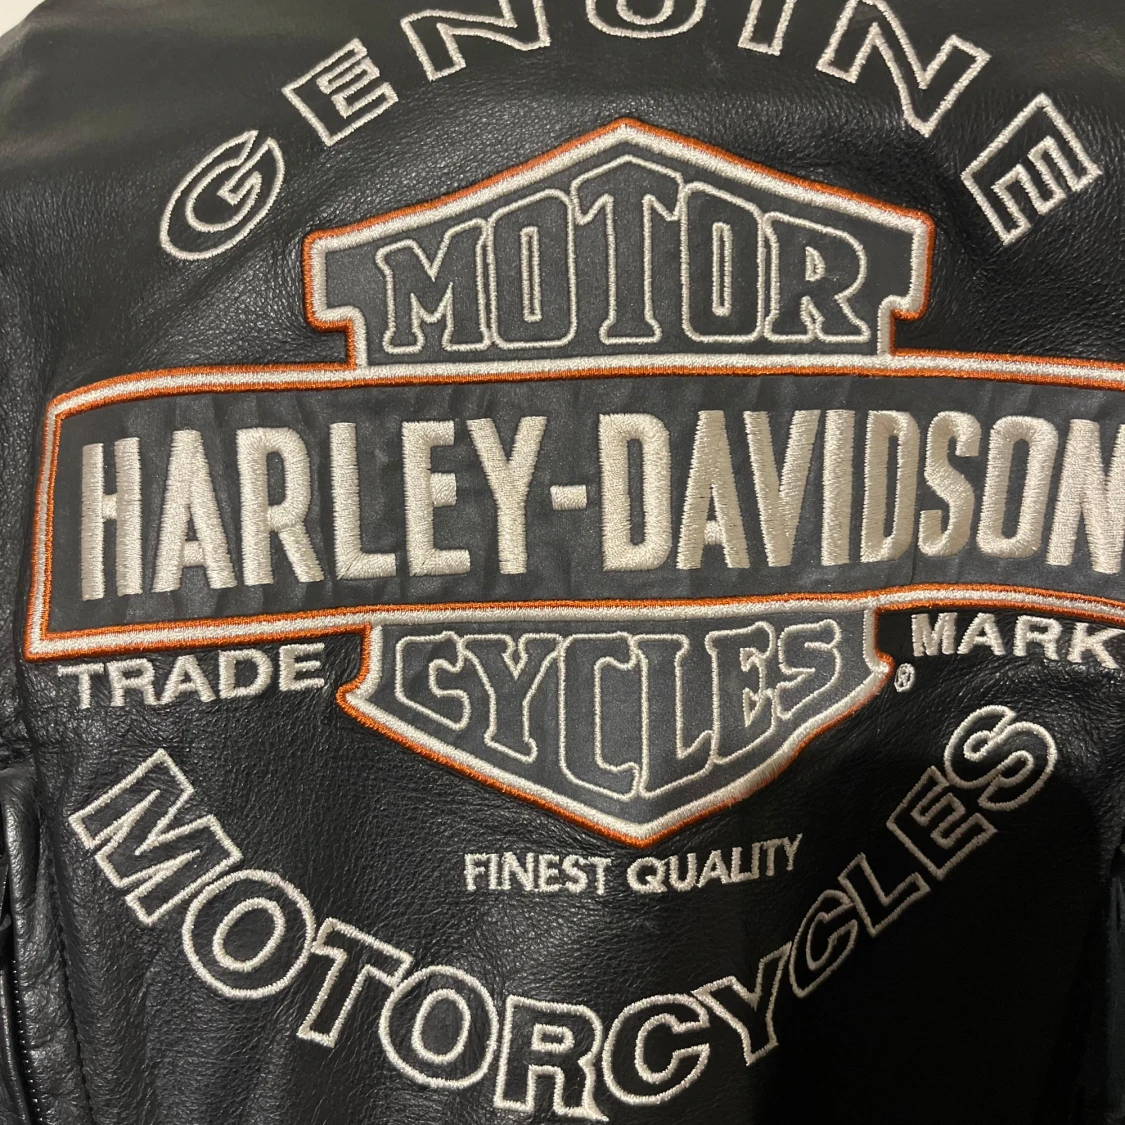 GENUINE
MOTOR
HARLEY-DAVIDSON
TRADE MARK
CYCLES ®
FINEST QUALITY
MOTORCYCLES